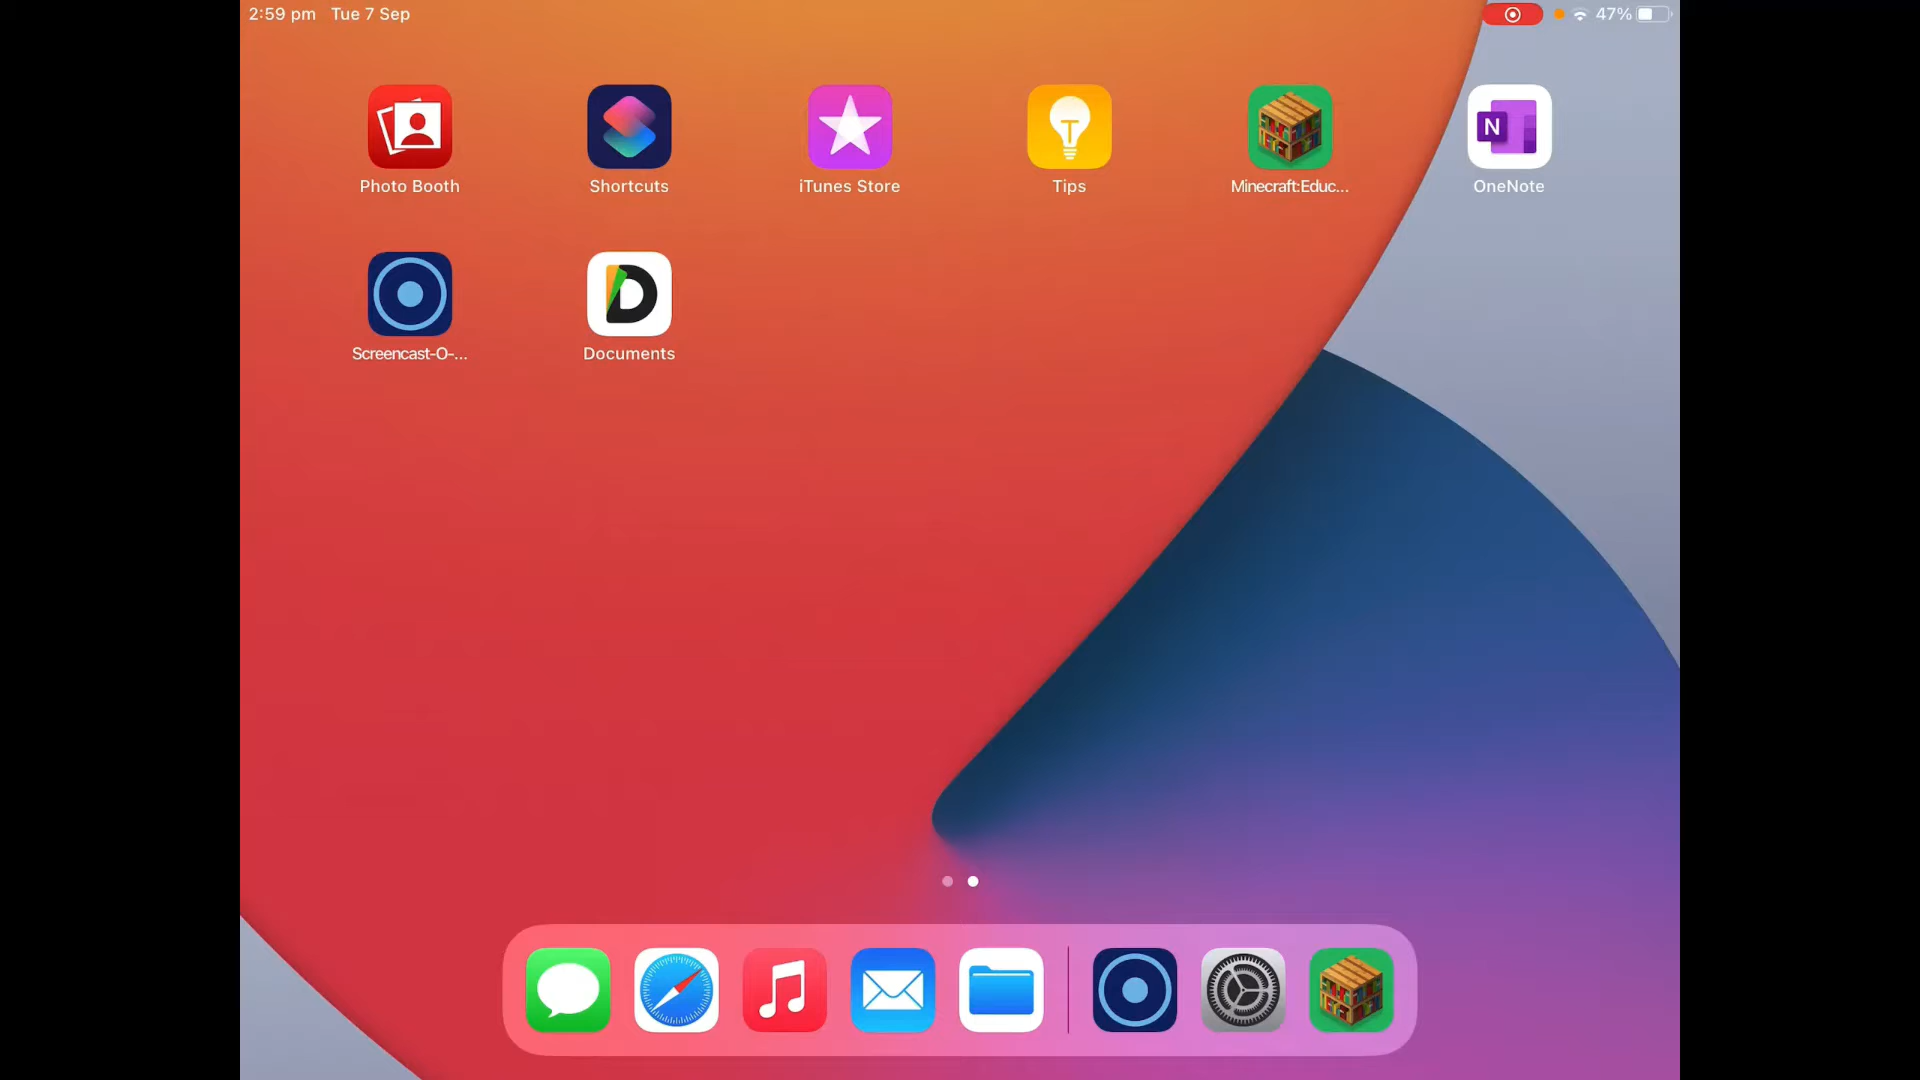 2:59 pm Tue 7 Sep
47%
Photo Booth
Shortcuts
iTunes Store
T
Tips
Minecraft:Educ...
N
OneNote
Screencast-O-...
D
Documents